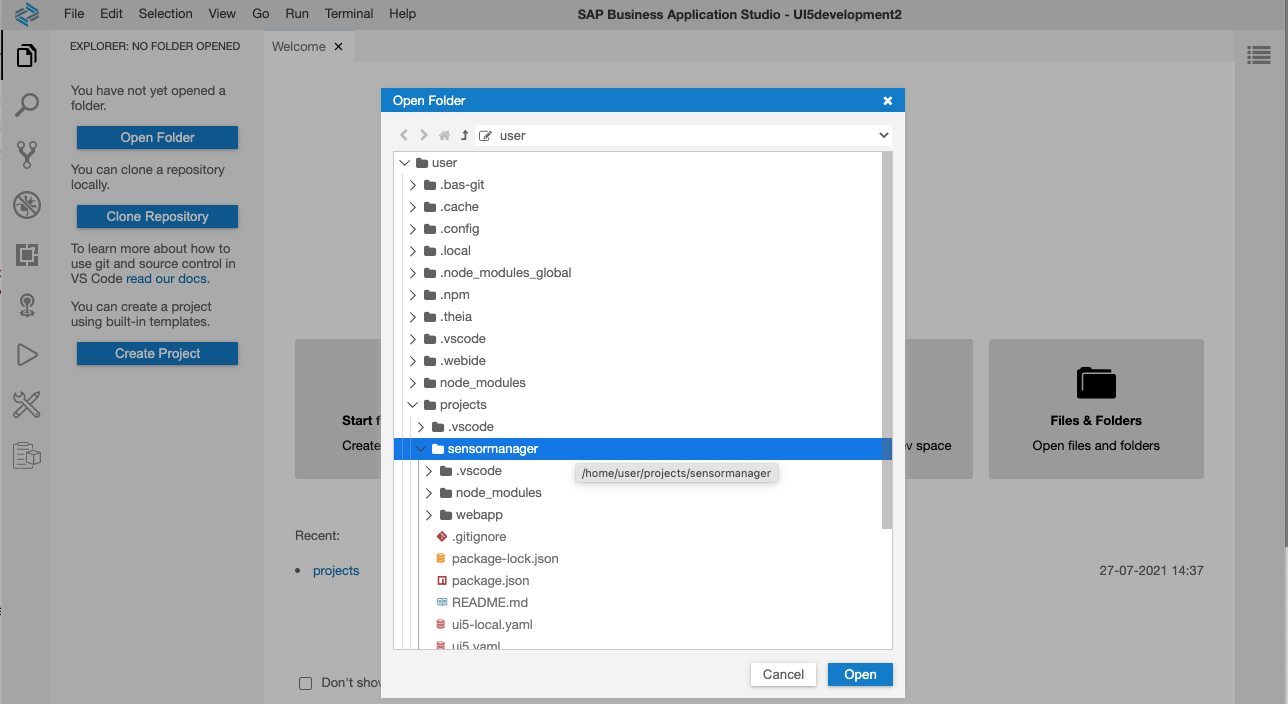 File Edit Selection View Go Run Terminal Help
SAP Business Application Studio - UI5development2
EXPLORER: NO FOLDER OPENED
You have not yet opened a
folder.
Open Folder
You can clone a repository
locally.
Clone Repository
To learn more about how to
use git and source control in
VS Code read our docs.
You can create a project
using built-in templates.
Create Project
Welcome
Open Folder
user
user
.bas-git
.cache
.config
.local
.node_modules_global
.npm
.theia
.vscode
.webide
node_modules
projects
.vscode
sensormanager
/home/user/projects/sensormanager
.vscode
node_modules
webapp
.gitignore
package-lock.json
package.json
README.md
ui5-local.yaml
ui5.yaml
Cancel
Open
Start
Create
space
Files & Folders
Open files and folders
Recent:
projects
27-07-2021 14:37
Don't